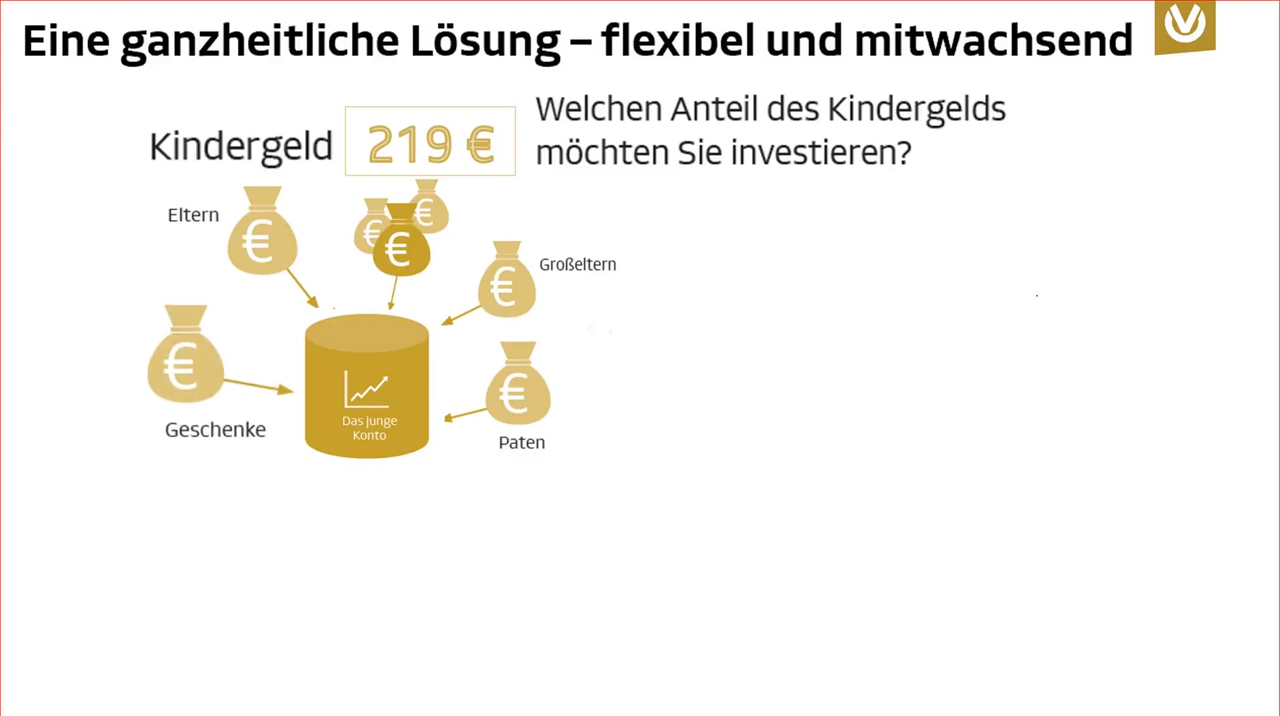 Eine ganzheitliche Lösung – flexibel und mitwachsend
Kindergeld
219 €
Welchen Anteil des Kindergelds
möchten Sie investieren?
Eltern
€
€
€
€
€
Großeltern
€
Geschenke
Das junge
Konto
€
Paten